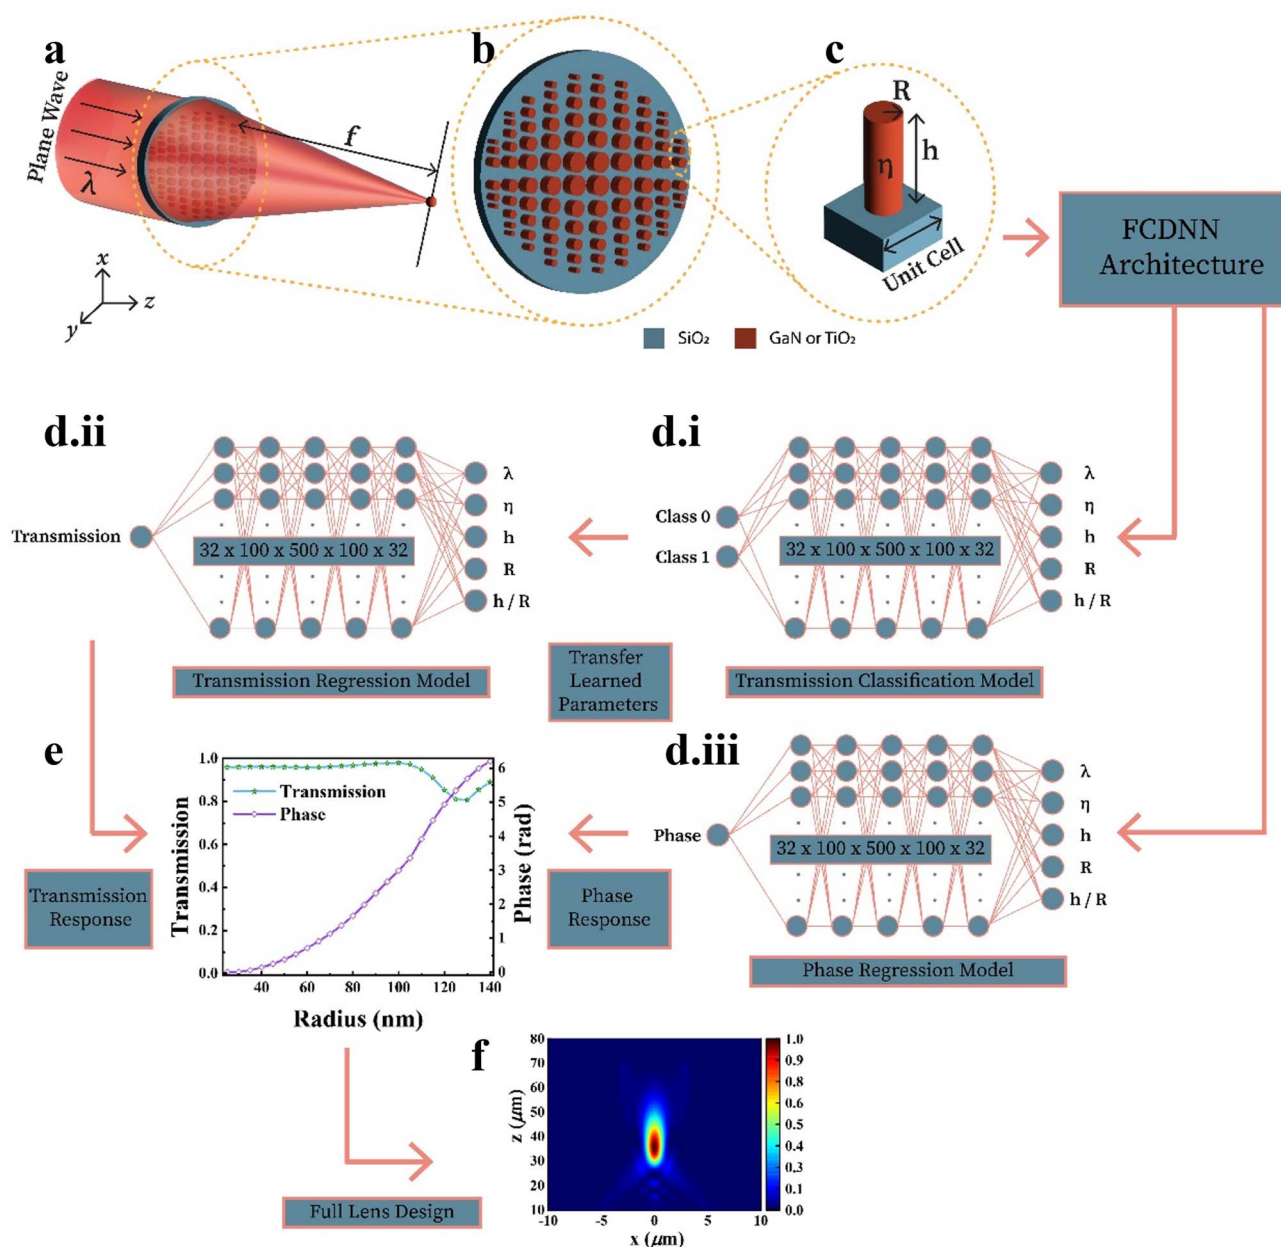 a
b
c
Plane Wave
λ
f
R
h
η
Unit Cell
x
y
z
SiO₂
GaN or TiO₂
FCDNN
Architecture
d.ii
Transmission
32 x 100 x 500 x 100 x 32
λ
η
h
R
h / R
Transmission Regression Model
d.i
Class 0
Class 1
32 x 100 x 500 x 100 x 32
λ
η
h
R
h / R
Transmission Classification Model
Transfer
Learned
Parameters
e
Transmission
Phase
Transmission
Phase (rad)
1.0
0.8
0.6
0.4
0.2
0.0
6
5
4
3
2
1
0
40
60
80
100
120
140
Radius (nm)
Transmission
Response
Phase
Response
d.iii
Phase
32 x 100 x 500 x 100 x 32
λ
η
h
R
h / R
Phase Regression Model
f
z (μm)
80
70
60
50
40
30
20
10
-10
-5
0
5
10
x (μm)
1.0
0.9
0.8
0.7
0.6
0.5
0.4
0.3
0.2
0.1
0.0
Full Lens Design